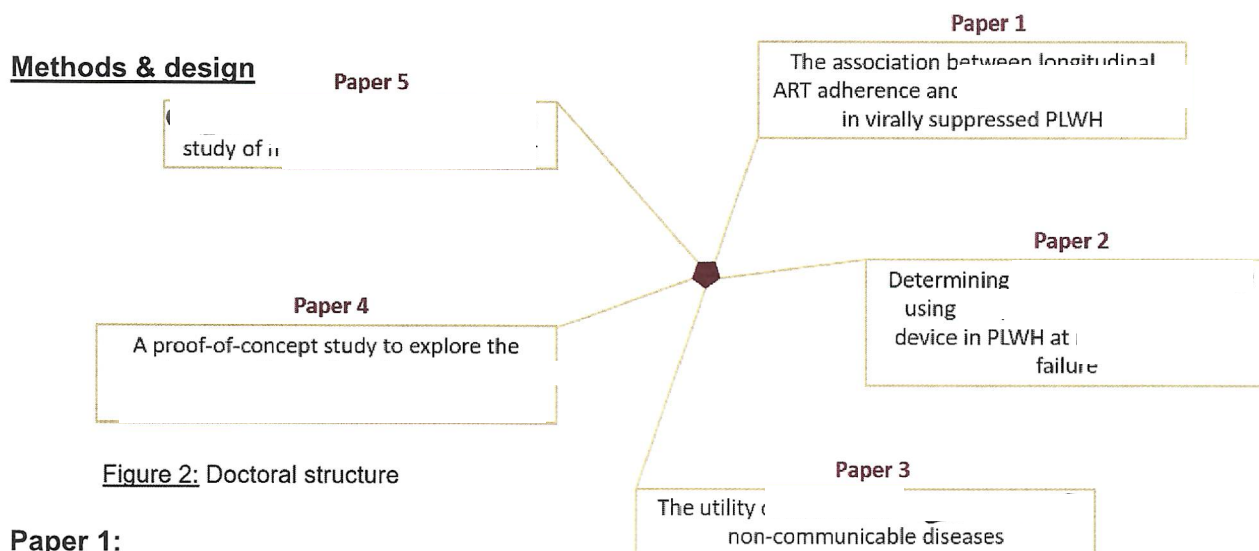 Methods & design
Paper 5
study of
Paper 1
The association between longitudinal
ART adherence and
in virally suppressed PLWH
Paper 2
Determining
using
device in PLWH at
failure
Paper 4
A proof-of-concept study to explore the
Figure 2: Doctoral structure
Paper 3
The utility
non-communicable diseases
Paper 1: